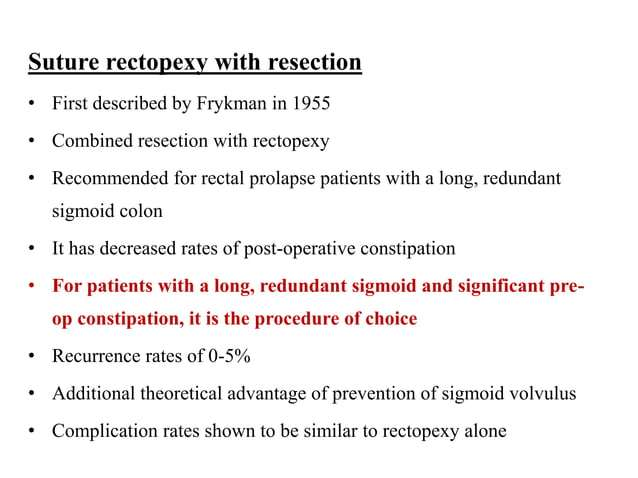 Suture rectopexy with resection
• First described by Frykman in 1955
• Combined resection with rectopexy
• Recommended for rectal prolapse patients with a long, redundant
sigmoid colon
• It has decreased rates of post-operative constipation
• For patients with a long, redundant sigmoid and significant pre-
op constipation, it is the procedure of choice
• Recurrence rates of 0-5%
• Additional theoretical advantage of prevention of sigmoid volvulus
• Complication rates shown to be similar to rectopexy alone